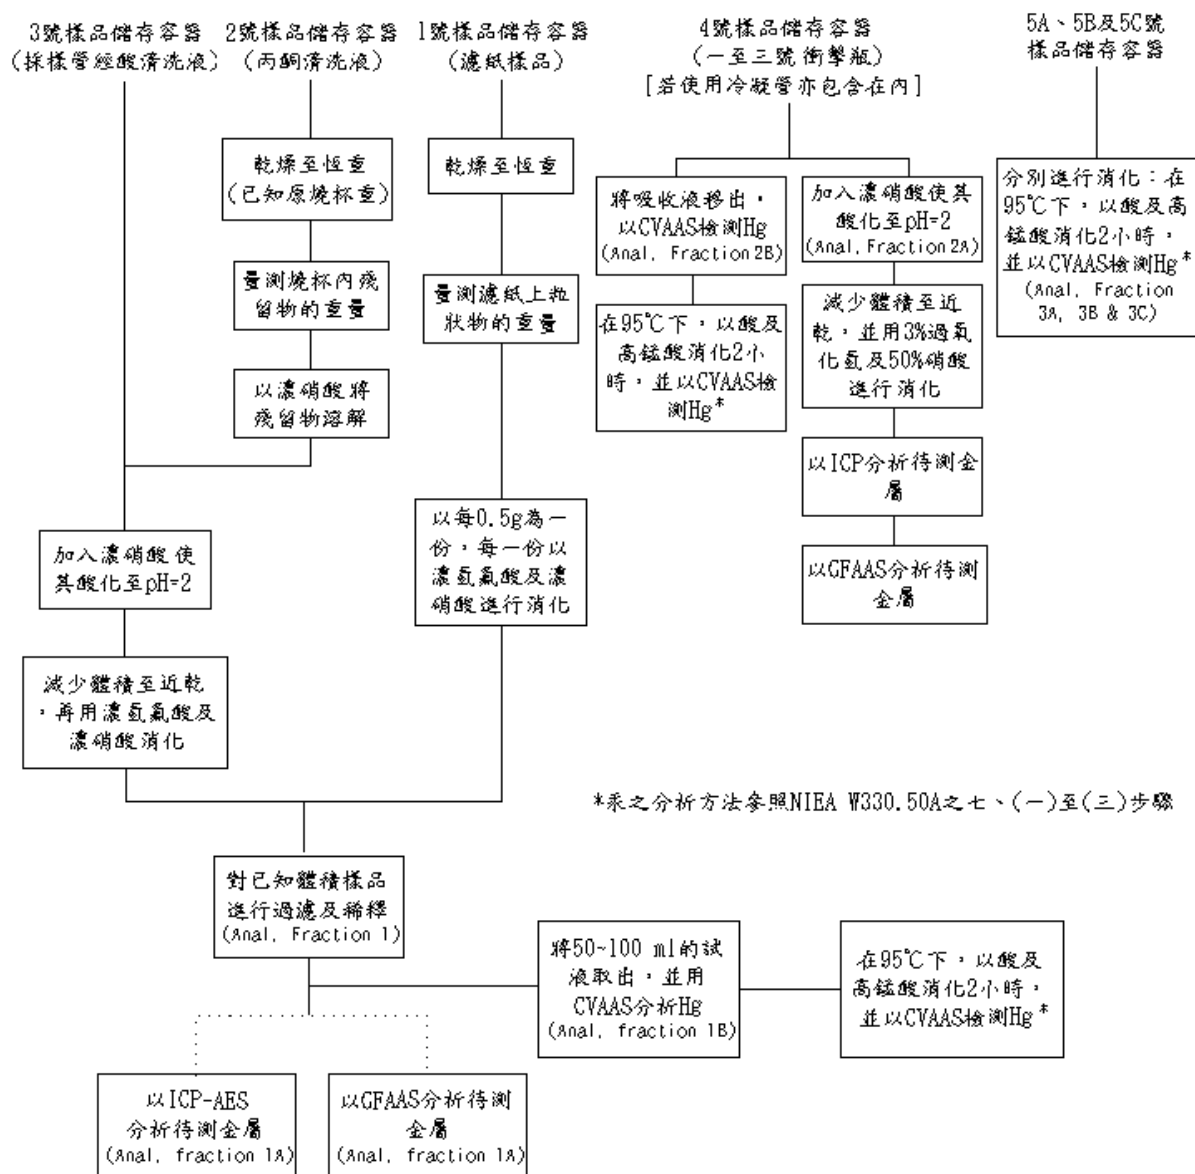 3號樣品儲存容器
(採樣管經酸清洗液)
2號樣品儲存容器
(丙酮清洗液)
1號樣品儲存容器
(濾紙樣品)
4號樣品儲存容器
(一至三號衝擊瓶)
[若使用冷凝管亦包含在內]
5A、5B及5C號
樣品儲存容器
乾燥至恆重
(已知原燒杯重)
乾燥至恆重
將吸收液移出,
以CVAAS檢測Hg
(Anal, Fraction 2B)
加入濃硝酸使其
酸化至pH=2
(Anal, Fraction 2A)
分別進行消化:在
95℃下,以酸及高
錳酸消化2小時,
並以CVAAS檢測Hg*
(Anal, Fraction
3A, 3B & 3C)
量測燒杯內殘
留物的重量
量測濾紙上粒
狀物的重量
在95℃下,以酸及
高錳酸消化2小
時,並以CVAAS檢
測Hg*
減少體積至近
乾,並用3%過氧
化氫及50%硝酸
進行消化
以濃硝酸將
殘留物溶解
以ICP分析待測金
屬
以每0.5g為一
份,每一份以
濃氫氟酸及濃
硝酸進行消化
加入濃硝酸使
其酸化至pH=2
以GFAAS分析待測
金屬
減少體積至近乾
,再用濃氫氟酸及
濃硝酸消化
*汞之分析方法參照NIEA W330.50A之七、(一)至(三)步驟
對已知體積樣品
進行過濾及稀釋
(Anal, Fraction 1)
將50~100 ml的試
液取出,並用
CVAAS分析Hg
(Anal, fraction 1B)
在95℃下,以酸及
高錳酸消化2小時,
並以CVAAS檢測Hg*
以ICP-AES
分析待測金屬
(Anal, fraction 1A)
以GFAAS分析待測
金屬
(Anal, fraction 1A)